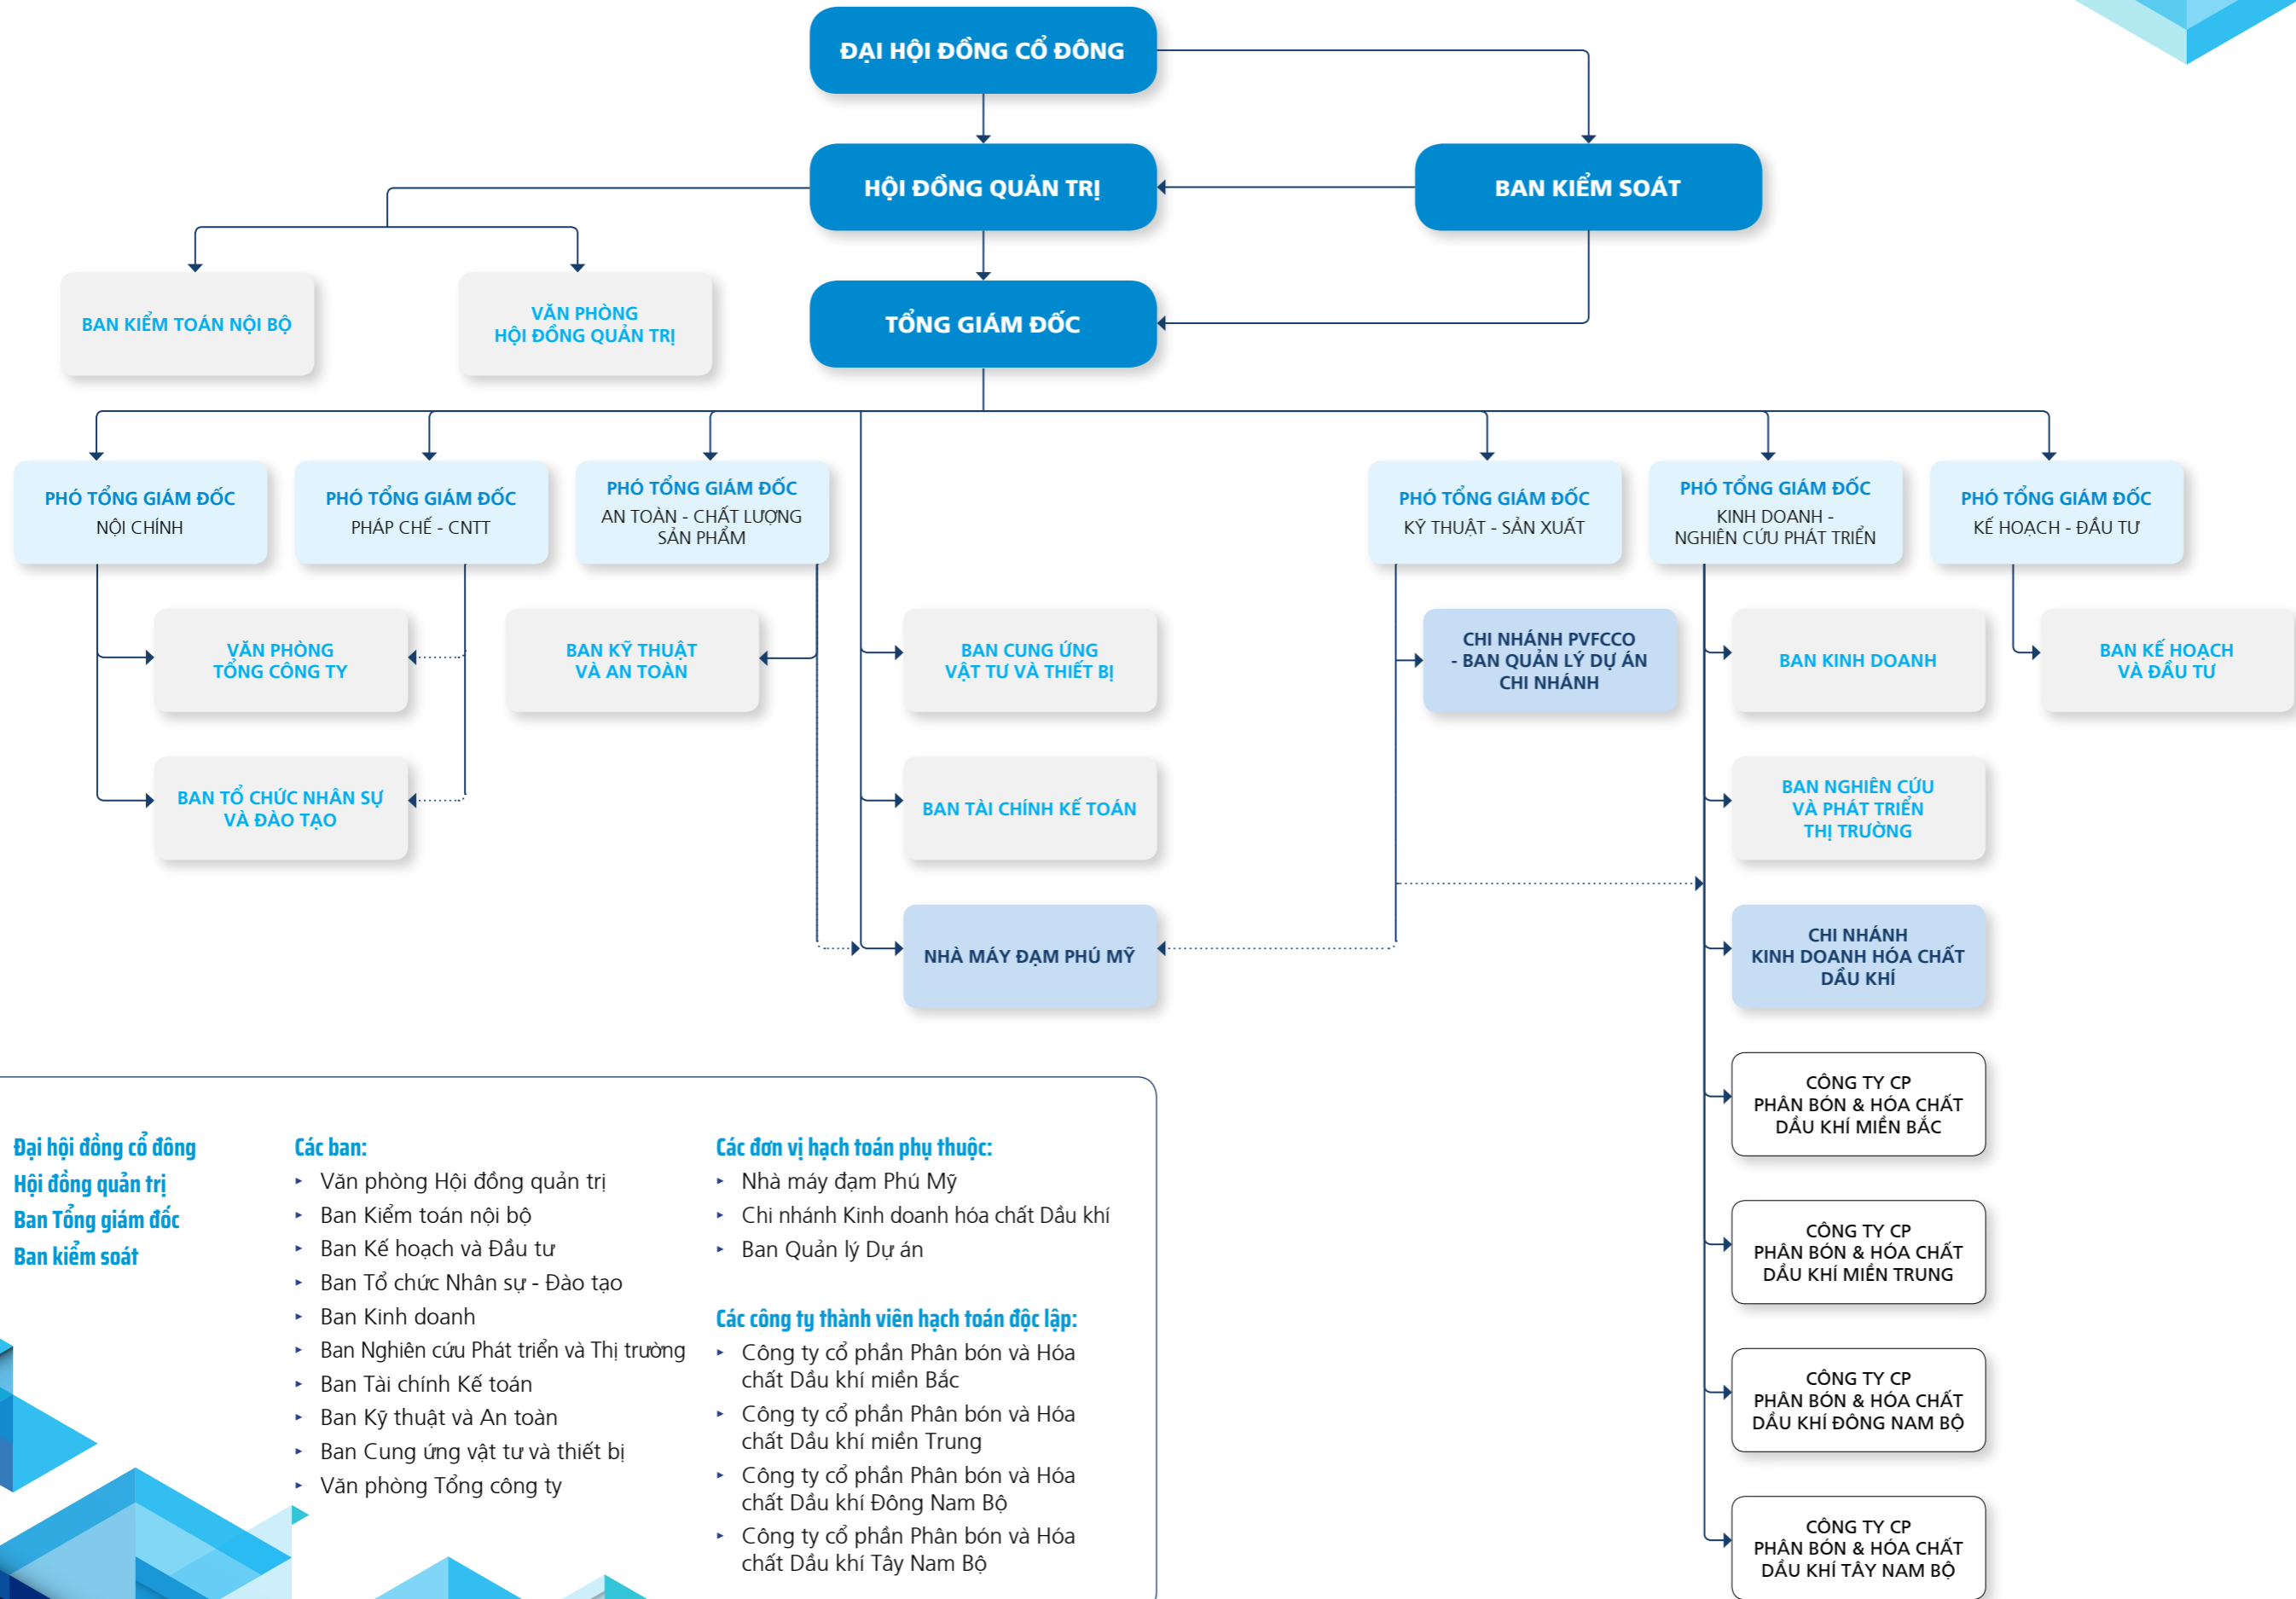 ĐẠI HỘI ĐỒNG CỔ ĐÔNG
HỘI ĐỒNG QUẢN TRỊ
BAN KIỂM SOÁT
BAN KIỂM TOÁN NỘI BỘ
VĂN PHÒNG
HỘI ĐỒNG QUẢN TRỊ
TỔNG GIÁM ĐỐC
PHÓ TỔNG GIÁM ĐỐC
NỘI CHÍNH
PHÓ TỔNG GIÁM ĐỐC
PHÁP CHẾ - CNTT
PHÓ TỔNG GIÁM ĐỐC
AN TOÀN - CHẤT LƯỢNG
SẢN PHẨM
PHÓ TỔNG GIÁM ĐỐC
KỸ THUẬT - SẢN XUẤT
PHÓ TỔNG GIÁM ĐỐC
KINH DOANH -
NGHIÊN CỨU PHÁT TRIỂN
PHÓ TỔNG GIÁM ĐỐC
KẾ HOẠCH - ĐẦU TƯ
VĂN PHÒNG
TỔNG CÔNG TY
BAN KỸ THUẬT
VÀ AN TOÀN
BAN CUNG ỨNG
VẬT TƯ VÀ THIẾT BỊ
CHI NHÁNH PVFCCO
- BAN QUẢN LÝ DỰ ÁN
CHI NHÁNH
BAN KINH DOANH
BAN KẾ HOẠCH
VÀ ĐẦU TƯ
BAN TỔ CHỨC NHÂN SỰ
VÀ ĐÀO TẠO
BAN TÀI CHÍNH KẾ TOÁN
BAN NGHIÊN CỨU
VÀ PHÁT TRIỂN
THỊ TRƯỜNG
NHÀ MÁY ĐẠM PHÚ MỸ
CHI NHÁNH
KINH DOANH HÓA CHẤT
DẦU KHÍ
CÔNG TY CP
PHÂN BÓN & HÓA CHẤT
DẦU KHÍ MIỀN BẮC
CÔNG TY CP
PHÂN BÓN & HÓA CHẤT
DẦU KHÍ MIỀN TRUNG
CÔNG TY CP
PHÂN BÓN & HÓA CHẤT
DẦU KHÍ ĐÔNG NAM BỘ
CÔNG TY CP
PHÂN BÓN & HÓA CHẤT
DẦU KHÍ TÂY NAM BỘ
Đại hội đồng cổ đông
Hội đồng quản trị
Ban Tổng giám đốc
Ban kiểm soát
Các ban:
Văn phòng Hội đồng quản trị
Ban Kiểm toán nội bộ
Ban Kế hoạch và Đầu tư
Ban Tổ chức Nhân sự - Đào tạo
Ban Kinh doanh
Ban Nghiên cứu Phát triển và Thị trường
Ban Tài chính Kế toán
Ban Kỹ thuật và An toàn
Ban Cung ứng vật tư và thiết bị
Văn phòng Tổng công ty
Các đơn vị hạch toán phụ thuộc:
Nhà máy đạm Phú Mỹ
Chi nhánh Kinh doanh hóa chất Dầu khí
Ban Quản lý Dự án
Các công ty thành viên hạch toán độc lập:
Công ty cổ phần Phân bón và Hóa
chất Dầu khí miền Bắc
Công ty cổ phần Phân bón và Hóa
chất Dầu khí miền Trung
Công ty cổ phần Phân bón và Hóa
chất Dầu khí Đông Nam Bộ
Công ty cổ phần Phân bón và Hóa
chất Dầu khí Tây Nam Bộ